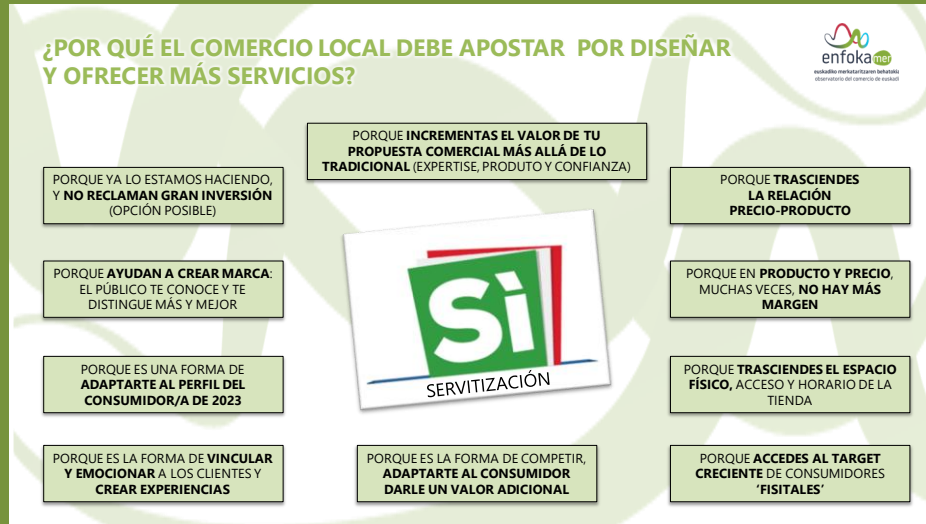 ¿POR QUÉ EL COMERCIO LOCAL DEBE APOSTAR POR DISEÑAR
Y OFRECER MÁS SERVICIOS?
enfokamer
euskadiko merkataritzaren behatokia
observatorio del comercio de euskadi
PORQUE INCREMENTAS EL VALOR DE TU
PROPUESTA COMERCIAL MÁS ALLÁ DE LO
TRADICIONAL (EXPERTISE, PRODUTO Y CONFIANZA)
PORQUE YA LO ESTAMOS HACIENDO,
Y NO RECLAMAN GRAN INVERSIÓN
(OPCIÓN POSIBLE)
PORQUE TRASCIENDES
LA RELACIÓN
PRECIO-PRODUCTO
PORQUE AYUDAN A CREAR MARCA:
EL PÚBLICO TE CONOCE Y TE
DISTINGUE MÁS Y MEJOR
Sì
SERVITIZACIÓN
PORQUE EN PRODUCTO Y PRECIO,
MUCHAS VECES, NO HAY MÁS
MARGEN
PORQUE ES UNA FORMA DE
ADAPTARTE AL PERFIL DEL
CONSUMIDOR/A DE 2023
PORQUE TRASCIENDES EL ESPACIO
FÍSICO, ACCESO Y HORARIO DE LA
TIENDA
PORQUE ES LA FORMA DE VINCULAR
Y EMOCIONAR A LOS CLIENTES Y
CREAR EXPERIENCIAS
PORQUE ES LA FORMA DE COMPETIR,
ADAPTARTE AL CONSUMIDOR
DARLE UN VALOR ADICIONAL
PORQUE ACCEDES AL TARGET
CRECIENTE DE CONSUMIDORES
‘FISITALES’